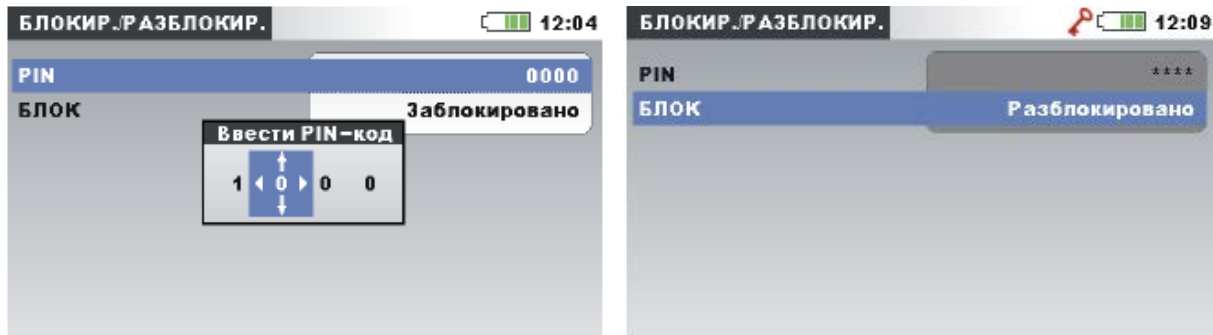 БЛОКИР./РАЗБЛОКИР. 12:04
PIN 0000
БЛОК Заблокировано
Ввести PIN-код
1 0 0 0
БЛОКИР./РАЗБЛОКИР. 12:09
PIN ****
БЛОК Разблокировано